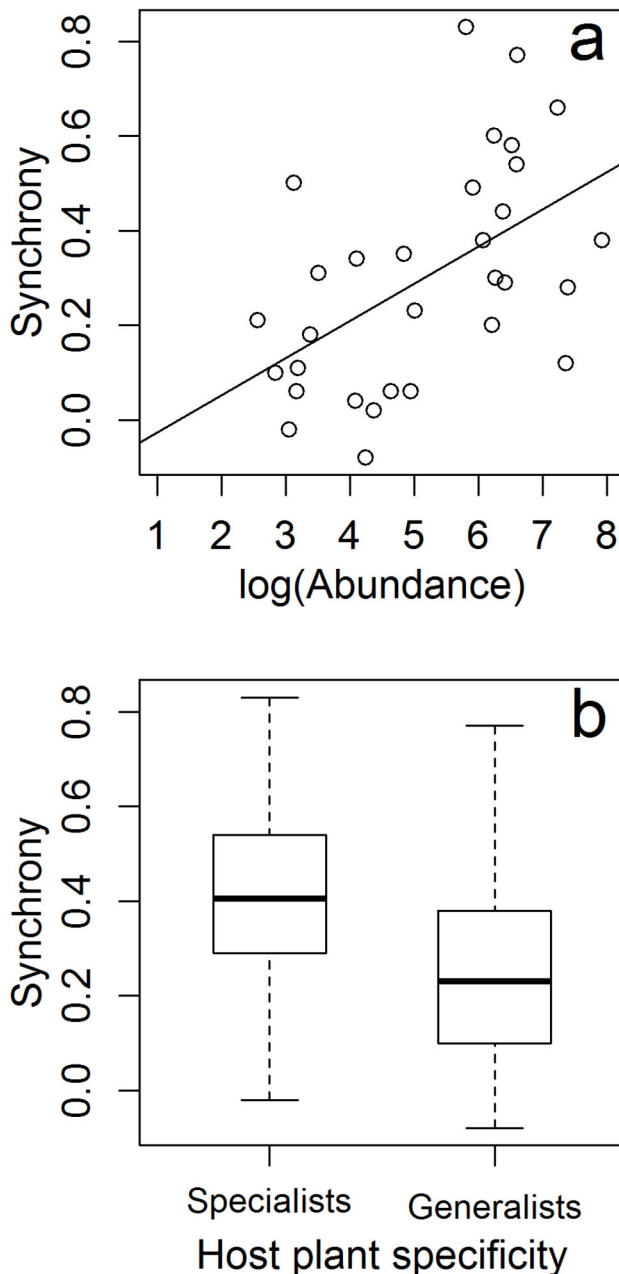 a
Synchrony
0.8
0.6
0.4
0.2
0.0
1 2 3 4 5 6 7 8
log(Abundance)
b
Synchrony
0.8
0.6
0.4
0.2
0.0
Specialists Generalists
Host plant specificity